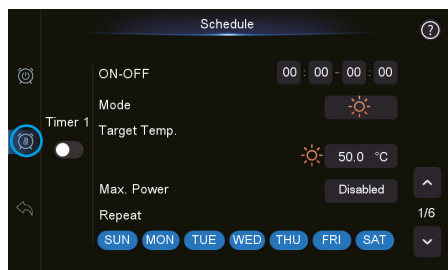 Schedule
?
ON-OFF 00 : 00 - 00 : 00
Mode
Timer 1
Target Temp.
50.0 °C
Max. Power Disabled
Repeat 1/6
SUN MON TUE WED THU FRI SAT